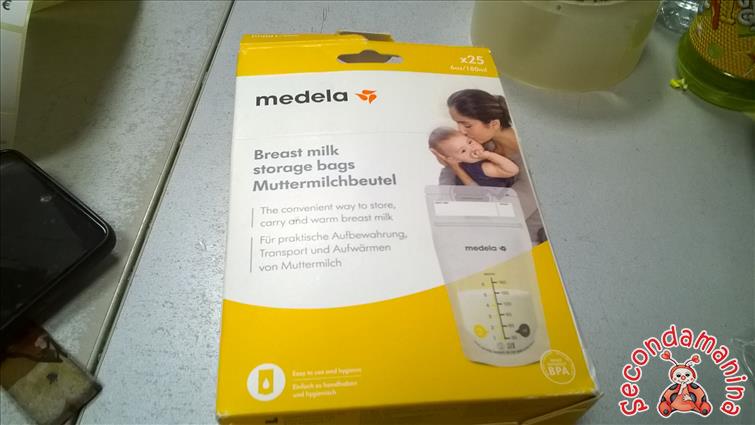 €
x25
6oz/180ml
medela
Breast milk
storage bags
Muttermilchbeutel
The convenient way to store,
carry and warm breast milk
Für praktische Aufbewahrung,
Transport und Aufwärmen
von Muttermilch
medela
Easy to use and hygienic
Einfach zu handhaben
und hygienisch
BPA
secondamanina